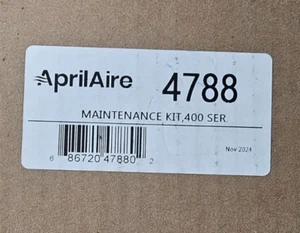 AprilAire 4788
MAINTENANCE KIT,400 SER
6 86720 47880 2
Nov 2024